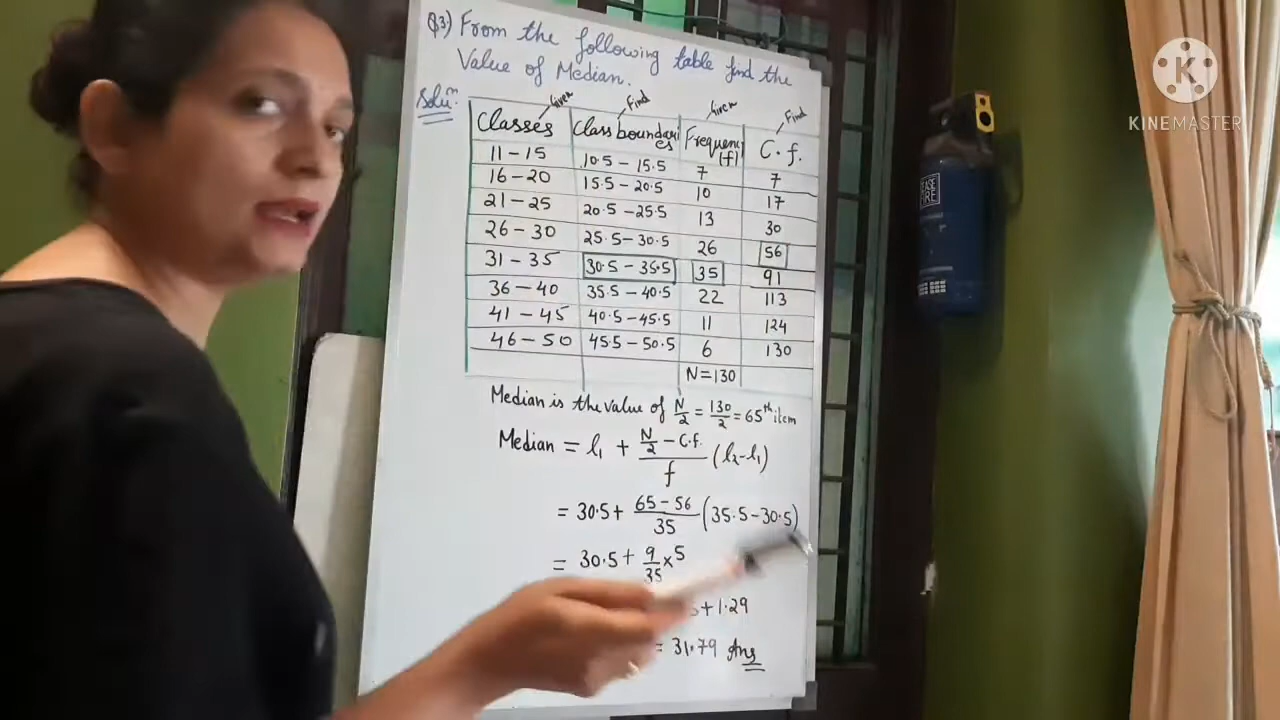 Q3) From the following table find the
Value of Median.
Solun.
Given Find Given Find
Classes Class boundaries Frequency (f) C.f.
11-15 10.5-15.5 7 7
16-20 15.5-20.5 10 17
21-25 20.5-25.5 13 30
26-30 25.5-30.5 26 56
31-35 30.5-35.5 35 91
36-40 35.5-40.5 22 113
41-45 40.5-45.5 11 124
46-50 45.5-50.5 6 130
N=130
Median is the value of N/2 = 130/2 = 65th item
Median = l₁ + (N/2 - C.f.)/f (l₂-l₁)
= 30.5 + (65-56)/35 (35.5-30.5)
= 30.5 + 9/35 x 5
+ 1.29
= 31.79 Ans
KINEMASTER
K
CEASE
FIRE